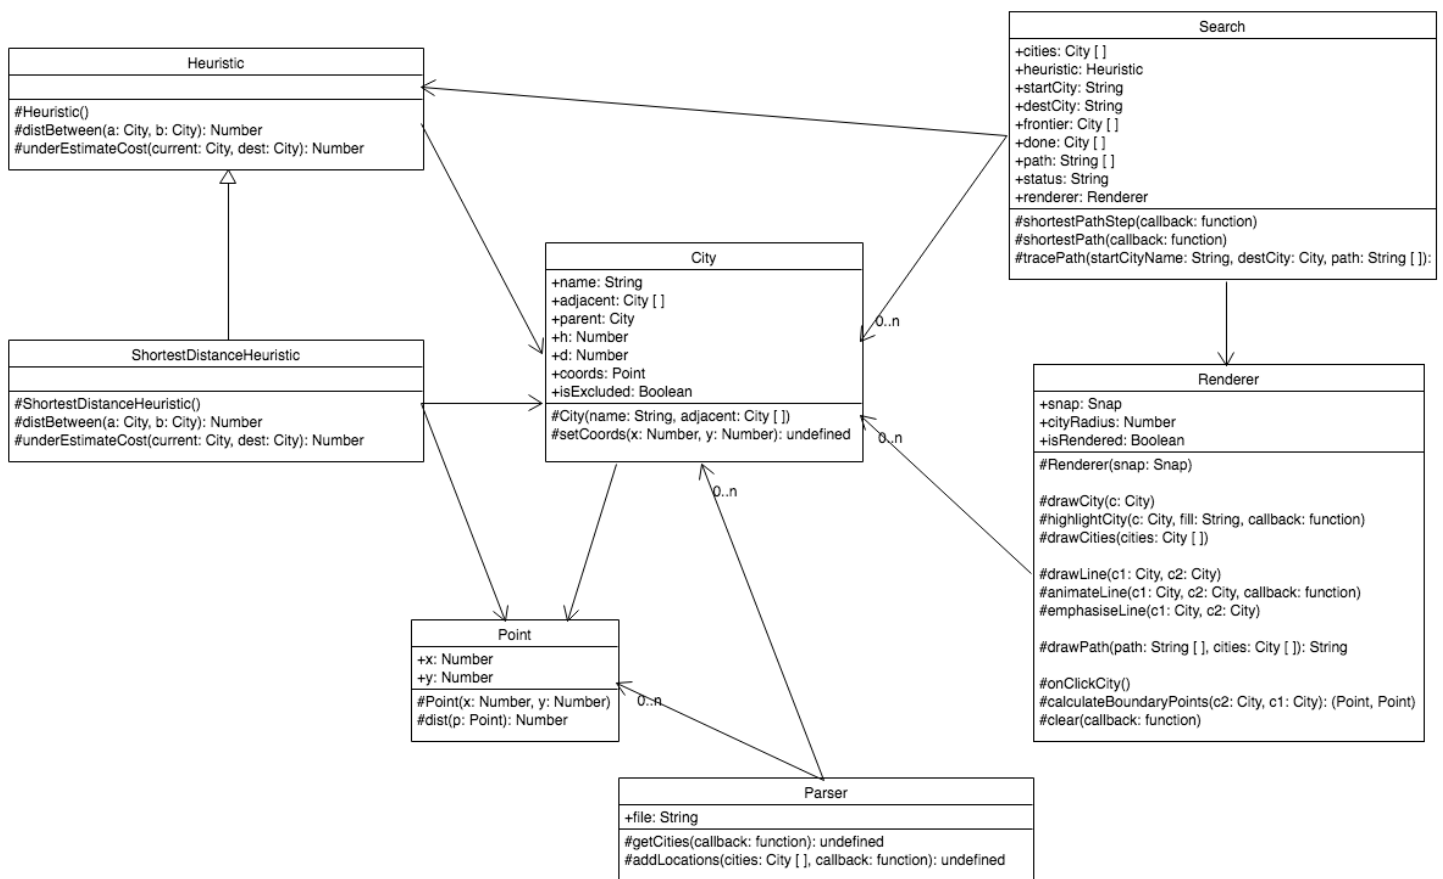 Heuristic
#Heuristic()
#distBetween(a: City, b: City): Number
#underEstimateCost(current: City, dest: City): Number
Search
+cities: City [ ]
+heuristic: Heuristic
+startCity: String
+destCity: String
+frontier: City [ ]
+done: City [ ]
+path: String [ ]
+status: String
+renderer: Renderer
#shortestPathStep(callback: function)
#shortestPath(callback: function)
#tracePath(startCityName: String, destCity: City, path: String [ ]):
City
+name: String
+adjacent: City [ ]
+parent: City
+h: Number
+d: Number
+coords: Point
+isExcluded: Boolean
#City(name: String, adjacent: City [ ])
#setCoords(x: Number, y: Number): undefined
0..n
0..n
0..n
ShortestDistanceHeuristic
#ShortestDistanceHeuristic()
#distBetween(a: City, b: City): Number
#underEstimateCost(current: City, dest: City): Number
Renderer
+snap: Snap
+cityRadius: Number
+isRendered: Boolean
#Renderer(snap: Snap)
#drawCity(c: City)
#highlightCity(c: City, fill: String, callback: function)
#drawCities(cities: City [ ])
#drawLine(c1: City, c2: City)
#animateLine(c1: City, c2: City, callback: function)
#emphasiseLine(c1: City, c2: City)
#drawPath(path: String [ ], cities: City [ ]): String
#onClickCity()
#calculateBoundaryPoints(c2: City, c1: City): (Point, Point)
#clear(callback: function)
Point
+x: Number
+y: Number
#Point(x: Number, y: Number)
#dist(p: Point): Number
0..n
Parser
+file: String
#getCities(callback: function): undefined
#addLocations(cities: City [ ], callback: function): undefined